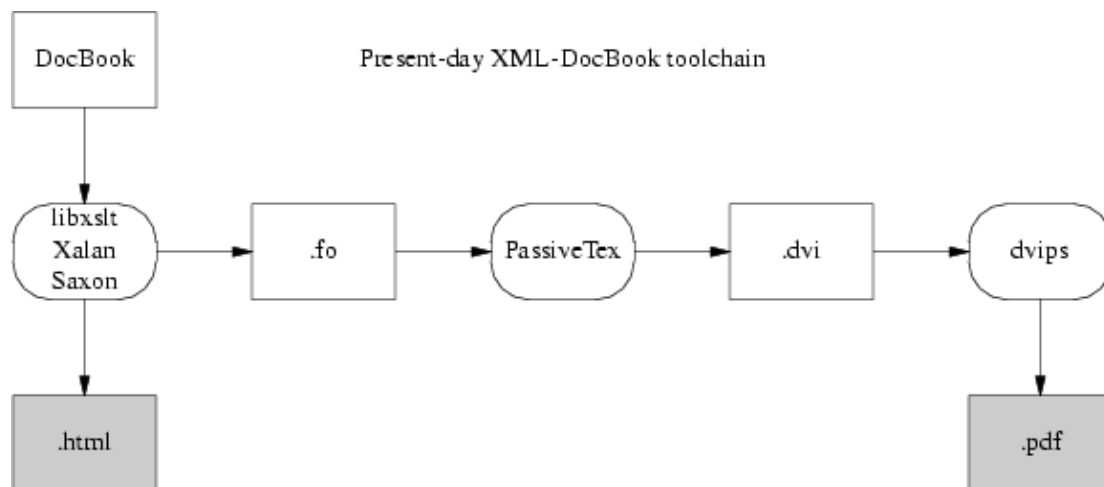 DocBook
Present-day XML-DocBook toolchain
libxslt
Xalan
Saxon
.fo
PassiveTex
.dvi
dvips
.html
.pdf